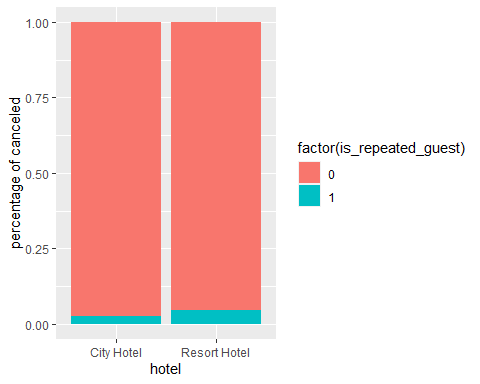 1.00
0.75
0.50
0.25
0.00
percentage of canceled
City Hotel
Resort Hotel
hotel
factor(is_repeated_guest)
0
1